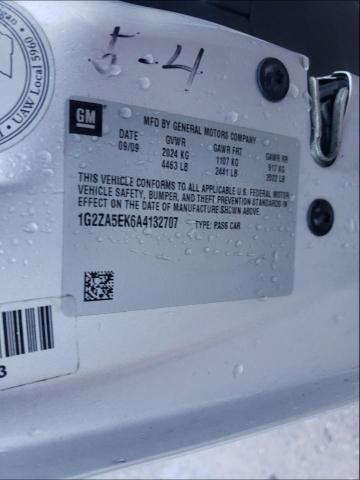 5-4
igan
UAW Local 5960
GM
MFD BY GENERAL MOTORS COMPANY
DATE GVWR GAWR FRT GAWR RR
09/09 2024 KG 1107 KG 917 KG
4463 LB 2441 LB 2022 LB
THIS VEHICLE CONFORMS TO ALL APPLICABLE U.S. FEDERAL MOTOR
VEHICLE SAFETY, BUMPER, AND THEFT PREVENTION STANDARDS IN
EFFECT ON THE DATE OF MANUFACTURE SHOWN ABOVE.
1G2ZA5EK6A4132707 TYPE: PASS CAR
3